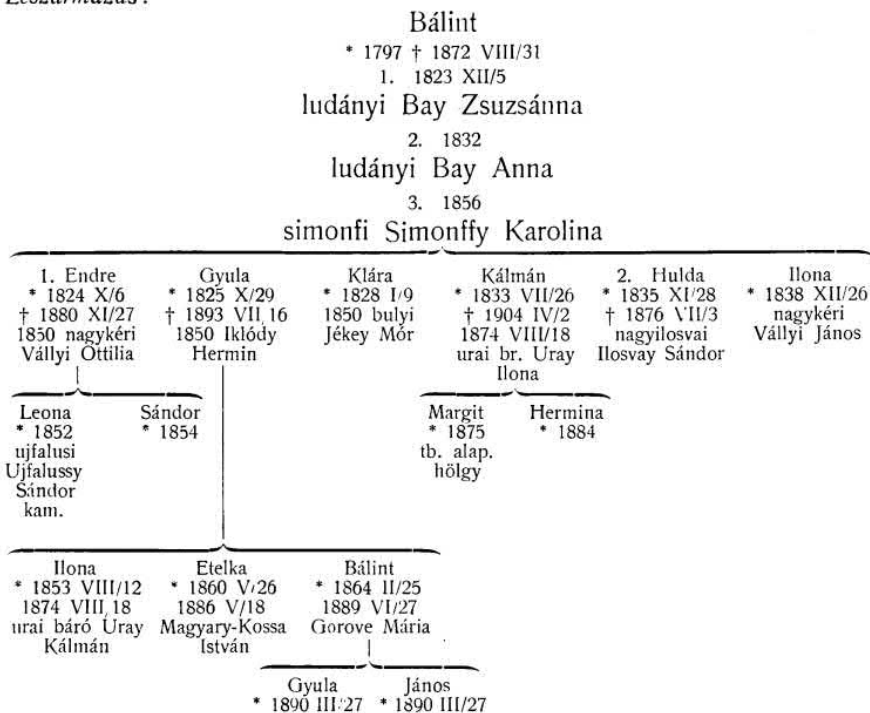 Leszármazás:
Bálint
* 1797 † 1872 VIII/31
1. 1823 XII/5
ludányi Bay Zsuzsánna
2. 1832
ludányi Bay Anna
3. 1856
simonfi Simonffy Karolina
1. Endre
* 1824 X/6
† 1880 XI/27
1850 nagykéri
Vállyi Ottilia
Gyula
* 1825 X/29
† 1893 VII 16
1850 Iklódy
Hermin
Klára
* 1828 I/9
1850 bulyi
Jékey Mór
Kálmán
* 1833 VII/26
† 1904 IV/2
1874 VIII/18
urai br. Uray
Ilona
2. Hulda
* 1835 XI/28
† 1876 VII/3
nagyilosvai
Ilosvay Sándor
Ilona
* 1838 XII/26
nagykéri
Vállyi János
Leona
* 1852
ujfalusi
Ujfalussy
Sándor
kam.
Sándor
* 1854
Margit
* 1875
tb. alap.
hölgy
Hermina
* 1884
Ilona
* 1853 VIII/12
1874 VIII 18
urai báró Uray
Kálmán
Etelka
* 1860 V/26
1886 V/18
Magyary-Kossa
István
Bálint
* 1864 II/25
1889 VI/27
Gorove Mária
Gyula
* 1890 III/27
János
* 1890 III/27